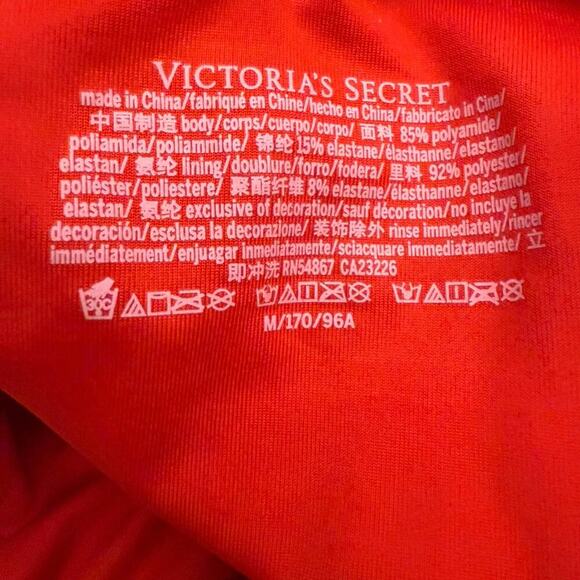 VICTORIA'S SECRET
made in China/fabriqué en Chine/hecho en China/fabbricato in Cina/
中国制造 body/corps/cuerpo/corpo/ 面料 85% polyamide/
poliamida/poliammide/ 锦纶 15% elastane/élasthanne/elastano/
elastan/ 氨纶 lining/doublure/forro/fodera/ 里料 92% polyester/
poliéster/poliestere/ 聚酯纤维 8% elastane/élasthanne/elastano/
elastan/ 氨纶 exclusive of decoration/sauf décoration/no incluye la
decoración/esclusa la decorazione/ 装饰除外 rinse immediately/rincer
immédiatement/enjuagar inmediatamente/sciacquare immediatamente/ 立
即冲洗 RN54867 CA23226
30C
M/170/96A